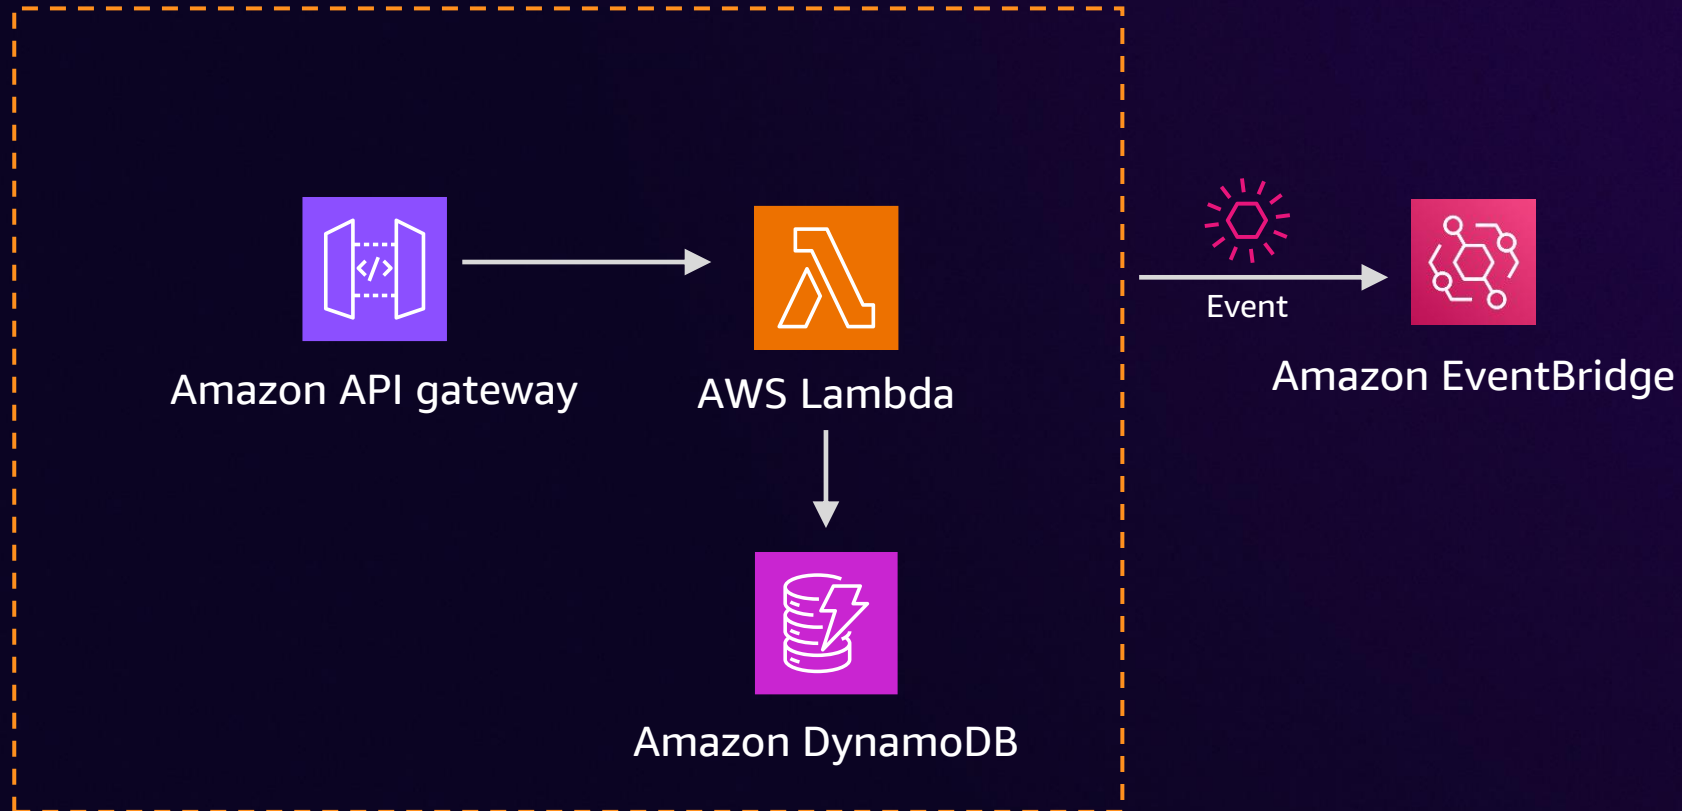 </>
Amazon API gateway
AWS Lambda
Event
Amazon EventBridge
Amazon DynamoDB